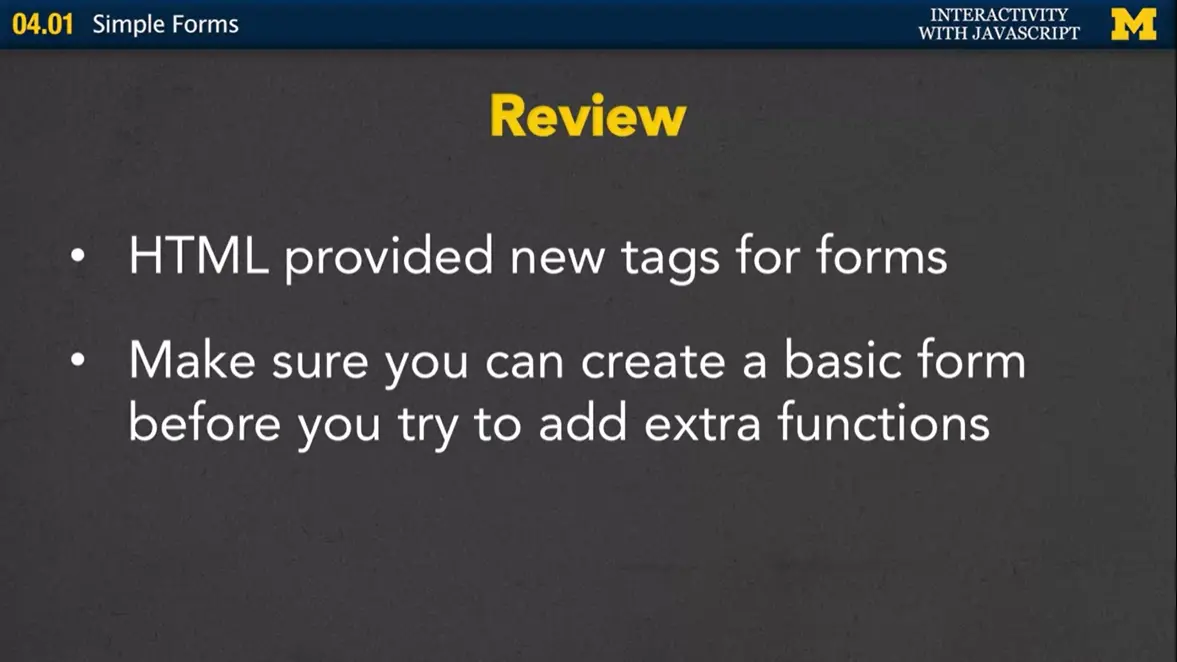 04.01 Simple Forms
INTERACTIVITY
WITH JAVASCRIPT
M
Review
• HTML provided new tags for forms
• Make sure you can create a basic form
before you try to add extra functions